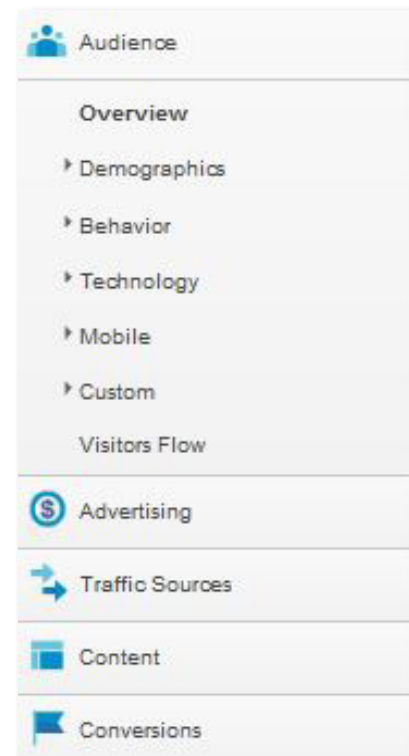 Audience
Overview
Demographics
Behavior
Technology
Mobile
Custom
Visitors Flow
Advertising
Traffic Sources
Content
Conversions